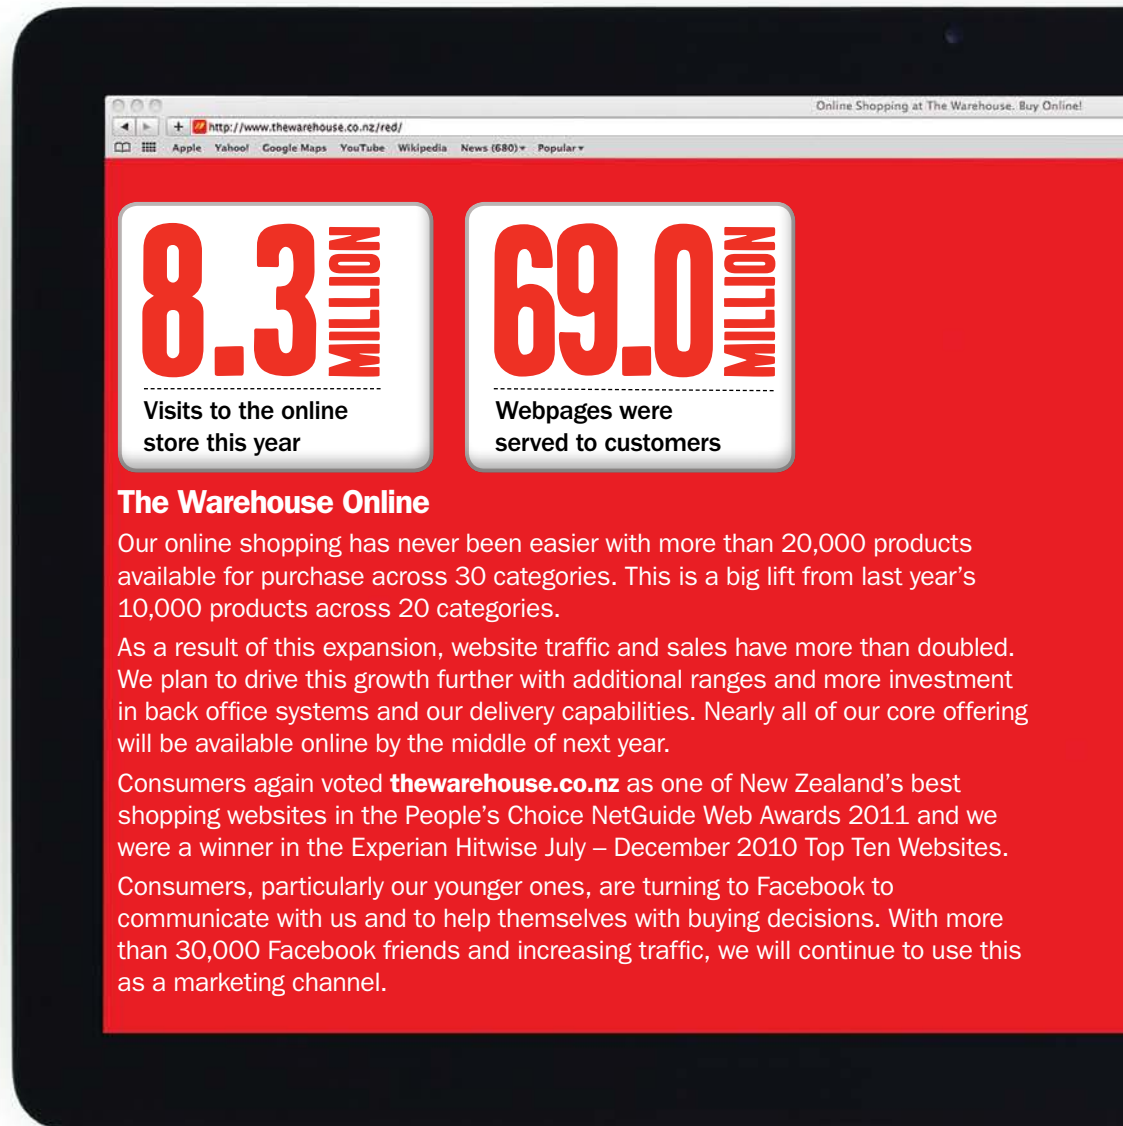 Online Shopping at The Warehouse. Buy Online!
http://www.thewarehouse.co.nz/red/
Apple Yahoo! Google Maps YouTube Wikipedia News (680) Popular
8.3 MILLION
Visits to the online
store this year
69.0 MILLION
Webpages were
served to customers
The Warehouse Online
Our online shopping has never been easier with more than 20,000 products
available for purchase across 30 categories. This is a big lift from last year’s
10,000 products across 20 categories.
As a result of this expansion, website traffic and sales have more than doubled.
We plan to drive this growth further with additional ranges and more investment
in back office systems and our delivery capabilities. Nearly all of our core offering
will be available online by the middle of next year.
Consumers again voted thewarehouse.co.nz as one of New Zealand’s best
shopping websites in the People’s Choice NetGuide Web Awards 2011 and we
were a winner in the Experian Hitwise July – December 2010 Top Ten Websites.
Consumers, particularly our younger ones, are turning to Facebook to
communicate with us and to help themselves with buying decisions. With more
than 30,000 Facebook friends and increasing traffic, we will continue to use this
as a marketing channel.